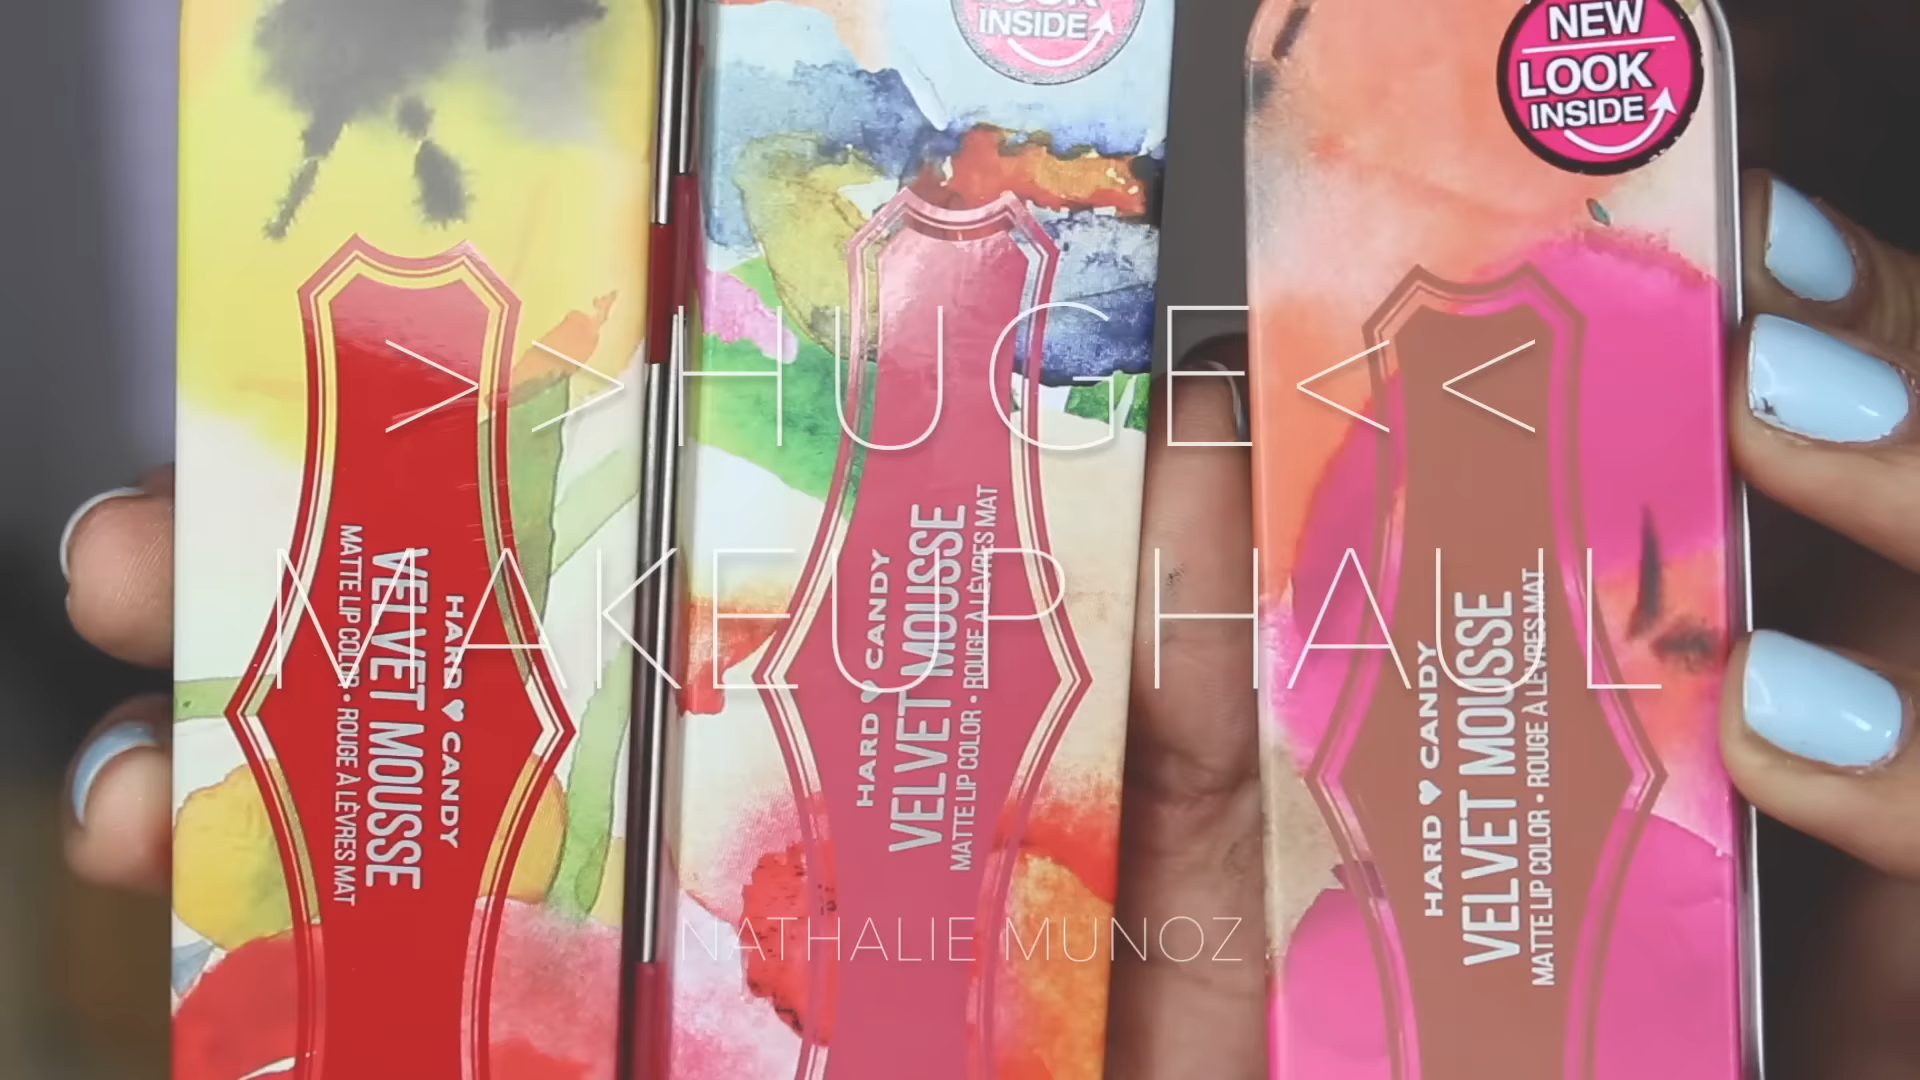 >>HUGE<<
MAKEUP HAUL
NATHALIE MUNOZ
HARD ♥ CANDY
VELVET MOUSSE
MATTE LIP COLOR • ROUGE À LÈVRES MAT
LOOK
INSIDE
HARD ♥ CANDY
VELVET MOUSSE
MATTE LIP COLOR • ROUGE À LÈVRES MAT
NEW
LOOK
INSIDE
HARD ♥ CANDY
VELVET MOUSSE
MATTE LIP COLOR • ROUGE À LÈVRES MAT